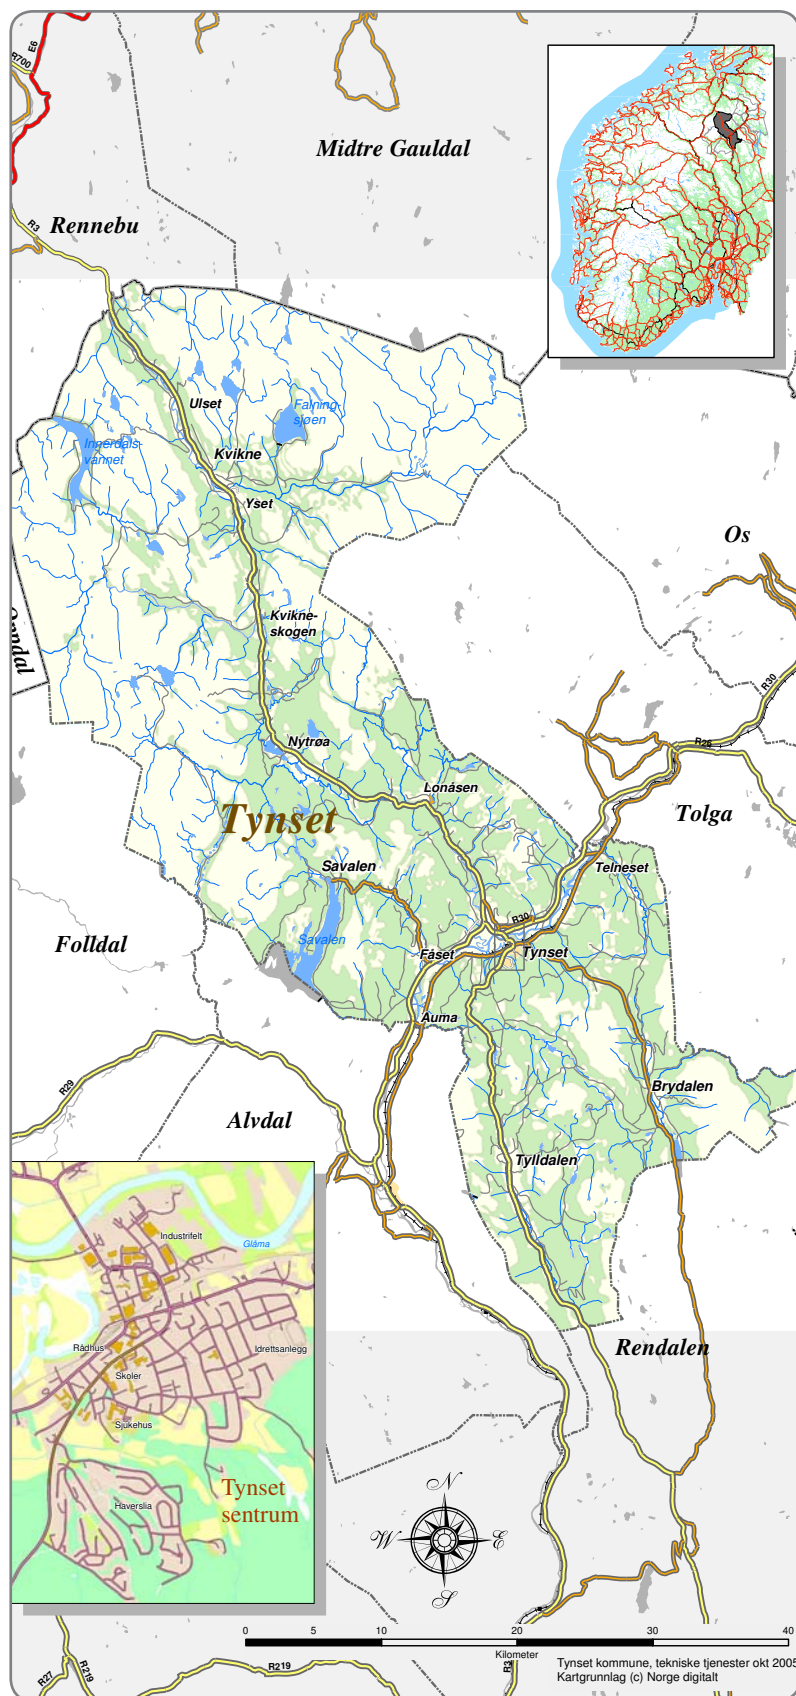 E6
R700
Midtre Gauldal
R3
Rennebu
Ulset
Falning-
sjøen
Innerdals-
vannet
Kvikne
Yset
Os
Oppdal
Kvikne-
skogen
R30
R26
Nytrøa
Lonåsen
Tynset
Tolga
Savalen
Telneset
R30
Folldal
Savalen
Fåset
Tynset
Auma
R29
Brydalen
Alvdal
Tylldalen
Industrifelt
Glåma
Rådhus
Idrettsanlegg
Skoler
Sjukehus
Rendalen
Tynset
sentrum
Haverslia
N
W
E
S
0 5 10 20 30 40
Kilometer
Tynset kommune, tekniske tjenester okt 2005
Kartgrunnlag (c) Norge digitalt
R27
R219
R219
R3